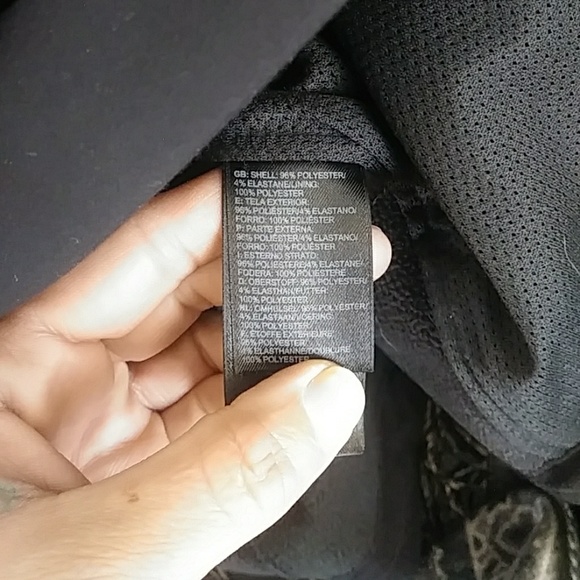 GB: SHELL: 96% POLYESTER/
4% ELASTANE/LINING:
100% POLYESTER
E: TELA EXTERIOR:
96% POLIÉSTER/4% ELASTANO/
FORRO: 100% POLIÉSTER
P: PARTE EXTERNA:
96% POLIÉSTER/4% ELASTANO/
FORRO: 100% POLIÉSTER
I: ESTERNO STRATO:
96% POLIESTERE/4% ELASTANE/
FODERA: 100% POLIESTERE
D: OBERSTOFF: 96% POLYESTER/
4% ELASTHAN/FUTTER
100% POLYESTER
NL: 96% POLYESTER/
4% ELASTAAN/VOERING:
100% POLYESTER/
F: ETOFFE EXTERIEURE:
96% POLYESTER/
4% ELASTHANNE/DOUBLURE
100% POLYESTER